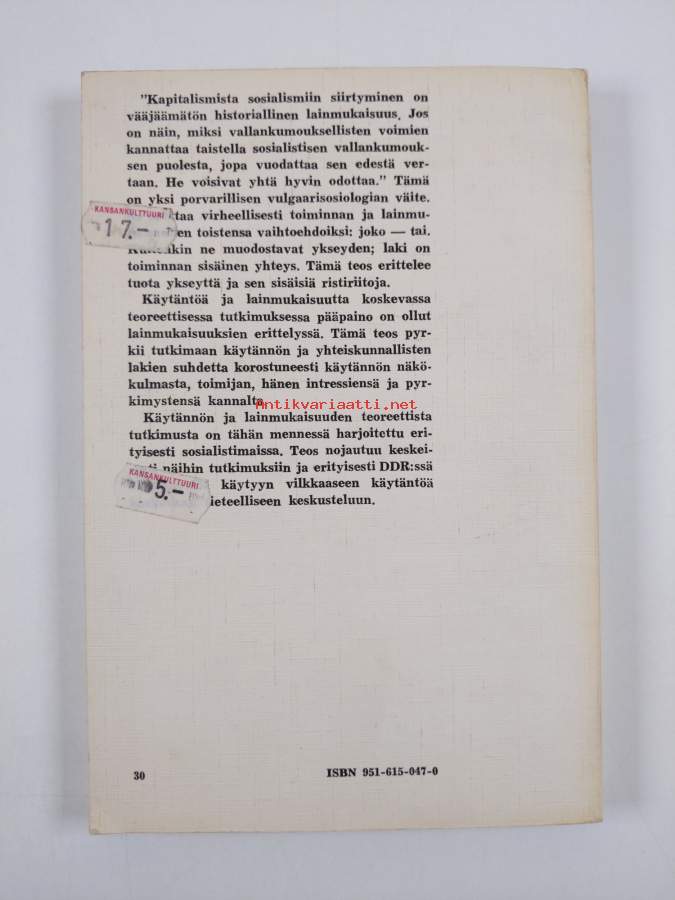 "Kapitalismista sosialismiin siirtyminen on
vääjäämätön historiallinen lainmukaisuus. Jos
on näin, miksi vallankumouksellisten voimien
kannattaa taistella sosialistisen vallankumouk-
sen puolesta, jopa vuodattaa sen edestä ver-
taan. He voisivat yhtä hyvin odottaa." Tämä
on yksi porvarillisen vulgaarisosiologian väite.
KANSANKULTTUURI
17.-
virheellisesti toiminnan ja lainmu-
toistensa vaihtoehdoiksi: joko — tai.
ne muodostavat ykseyden; laki on
toiminnan sisäinen yhteys. Tämä teos erittelee
tuota ykseyttä ja sen sisäisiä ristiriitoja.
Käytäntöä ja lainmukaisuutta koskevassa
teoreettisessa tutkimuksessa pääpaino on ollut
lainmukaisuuksien erittelyssä. Tämä teos pyr-
kii tutkimaan käytännön ja yhteiskunnallisten
lakien suhdetta korostuneesti käytännön näkö-
kulmasta, toimijan, hänen intressiensä ja pyr-
kimystensä kannalta.
Antikvariaatti.net
Käytännön ja lainmukaisuuden teoreettista
tutkimusta on tähän mennessä harjoitettu eri-
tyisesti sosialistimaissa. Teos nojautuu keskei-
näihin tutkimuksiin ja erityisesti DDR:ssä
KANSANKULTTUURI
5.-
käytyyn vilkkaaseen käytäntöä
keskusteluun.
30
ISBN 951-615-047-0